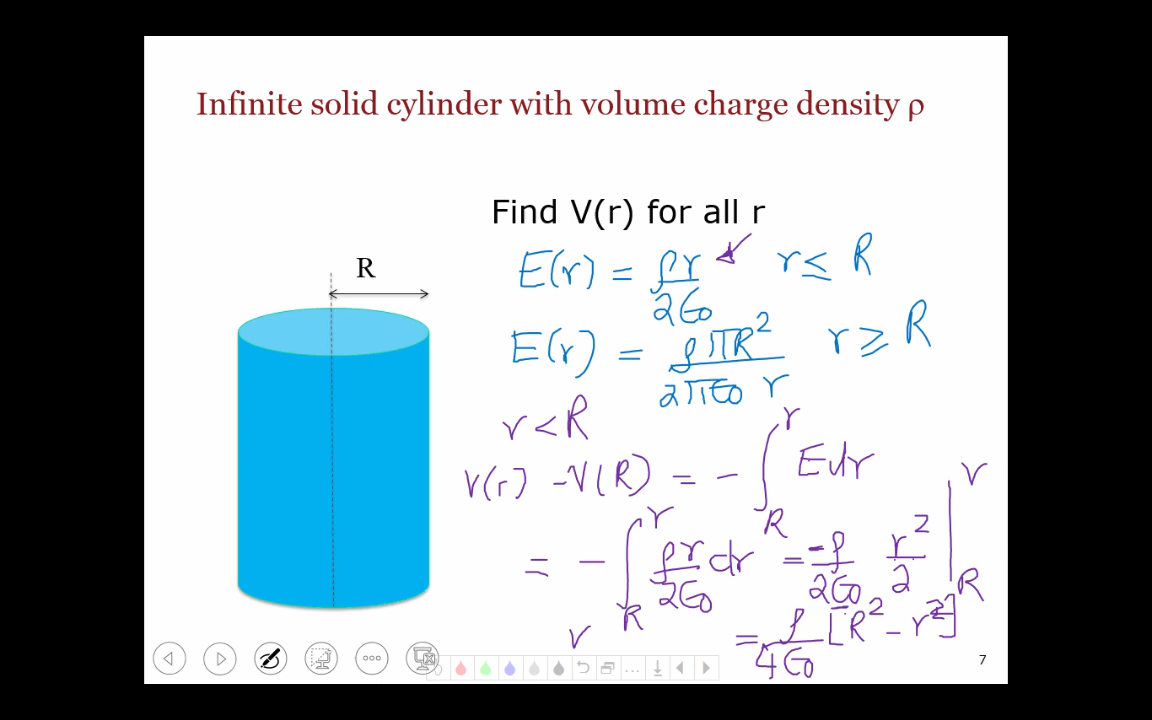 Infinite solid cylinder with volume charge density ρ
Find V(r) for all r
R
E(r) = ρr/2ϵ0 r ≤ R
E(r) = ρπR²/2πϵ0 r r ≥ R
r < R
V(r) - V(R) = - ∫_R^r E dr
= - ∫_R^r ρr/2ϵ0 dr = -ρ/2ϵ0 r²/2 |_R^r
= ρ/4ϵ0 [R² - r²]
r
7